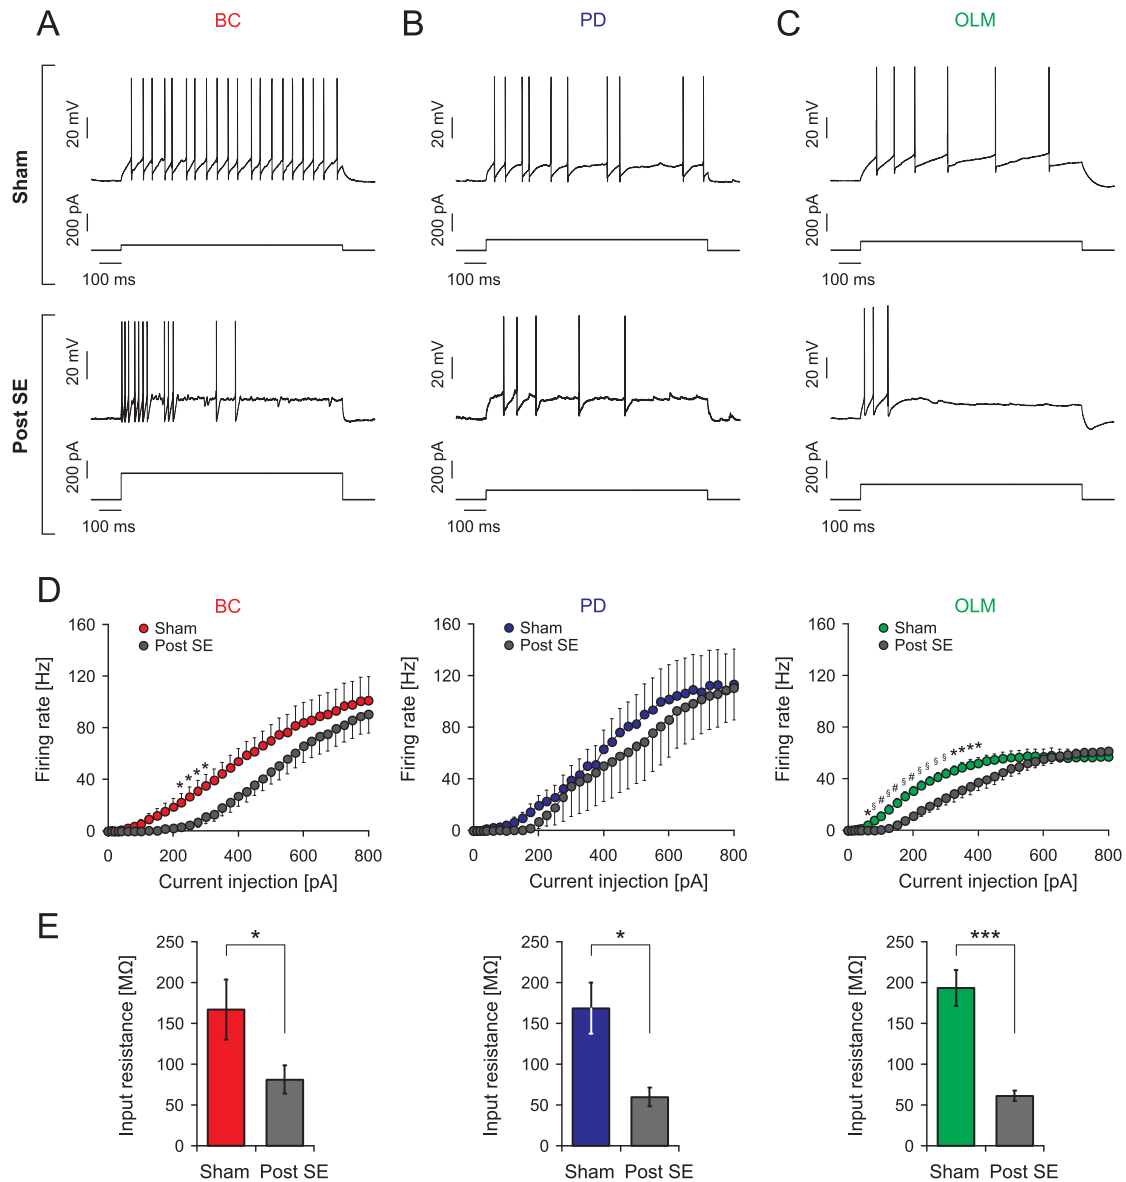 A BC B PD C OLM
Sham
20 mV 20 mV 20 mV
200 pA 200 pA 200 pA
100 ms 100 ms 100 ms
Post SE
20 mV 20 mV 20 mV
200 pA 200 pA 200 pA
100 ms 100 ms 100 ms
D
BC
Firing rate [Hz]
160
120
80
40
0
Sham
Post SE
* * * *
0 200 400 600 800
Current injection [pA]
PD
Firing rate [Hz]
160
120
80
40
0
Sham
Post SE
0 200 400 600 800
Current injection [pA]
OLM
Firing rate [Hz]
160
120
80
40
0
Sham
Post SE
* § # § # § # § § § § * * * *
0 200 400 600 800
Current injection [pA]
E
Input resistance [MΩ]
250
200
150
100
50
0
*
Sham Post SE
Input resistance [MΩ]
250
200
150
100
50
0
*
Sham Post SE
Input resistance [MΩ]
250
200
150
100
50
0
***
Sham Post SE